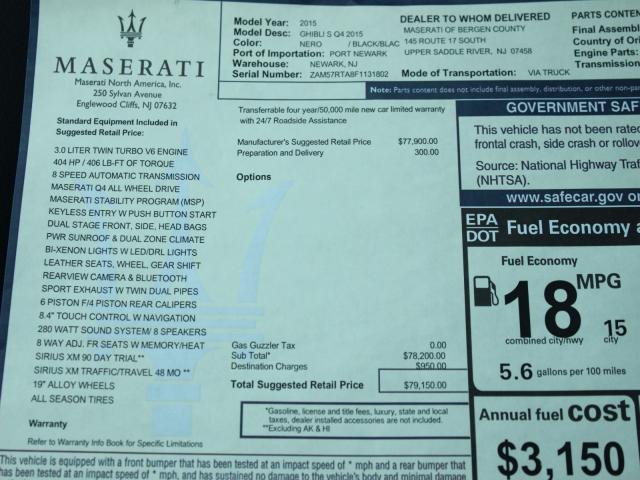 MASERATI
Maserati North America, Inc.
250 Sylvan Avenue
Englewood Cliffs, NJ 07632
Model Year: 2015
Model Desc: GHIBLI S Q4 2015
Color: NERO / BLACK/BLAC
Port of Importation: PORT NEWARK
Warehouse: NEWARK, NJ
Serial Number: ZAM57RTA8F1131802
DEALER TO WHOM DELIVERED
MASERATI OF BERGEN COUNTY
145 ROUTE 17 SOUTH
UPPER SADDLE RIVER, NJ 07458
Mode of Transportation: VIA TRUCK
PARTS CONTEN
Final Assembl
Country of Ori
Engine Parts:
Transmission
Note: Parts content does not include final assembly, distribution, or other non-par
Standard Equipment Included in
Suggested Retail Price:
3.0 LITER TWIN TURBO V6 ENGINE
404 HP / 406 LB-FT OF TORQUE
8 SPEED AUTOMATIC TRANSMISSION
MASERATI Q4 ALL WHEEL DRIVE
MASERATI STABILITY PROGRAM (MSP)
KEYLESS ENTRY W PUSH BUTTON START
DUAL STAGE FRONT, SIDE, HEAD BAGS
PWR SUNROOF & DUAL ZONE CLIMATE
BI-XENON LIGHTS W LED/DRL LIGHTS
LEATHER SEATS, WHEEL, GEAR SHIFT
REARVIEW CAMERA & BLUETOOTH
SPORT EXHAUST W TWIN DUAL PIPES
6 PISTON F/4 PISTON REAR CALIPERS
8.4" TOUCH CONTROL W NAVIGATION
280 WATT SOUND SYSTEM/ 8 SPEAKERS
8 WAY ADJ. FR SEATS W MEMORY/HEAT
SIRIUS XM 90 DAY TRIAL**
SIRIUS XM TRAFFIC/TRAVEL 48 MO **
19" ALLOY WHEELS
ALL SEASON TIRES
Warranty
Refer to Warranty Info Book for Specific Limitations
Transferrable four year/50,000 mile new car limited warranty
with 24/7 Roadside Assistance
Manufacturer's Suggested Retail Price $77,900.00
Preparation and Delivery 300.00
Options
Gas Guzzler Tax 0.00
Sub Total* $78,200.00
Destination Charges $950.00
Total Suggested Retail Price $79,150.00
*Gasoline, license and title fees, luxury, state and local
taxes, dealer installed accessories are not included.
**Excluding AK & HI
GOVERNMENT SAF
This vehicle has not been rated
frontal crash, side crash or rollov
Source: National Highway Traf
(NHTSA).
www.safecar.gov or
EPA
DOT
Fuel Economy a
Fuel Economy
18 MPG
combined city/hwy
15
city
5.6 gallons per 100 miles
Annual fuel cost
$3,150
This vehicle is equipped with a front bumper that has been tested at an impact speed of * mph and a rear bumper that
has been tested at an impact speed of * mph, and has sustained no damage to the vehicle's body and minimal damage